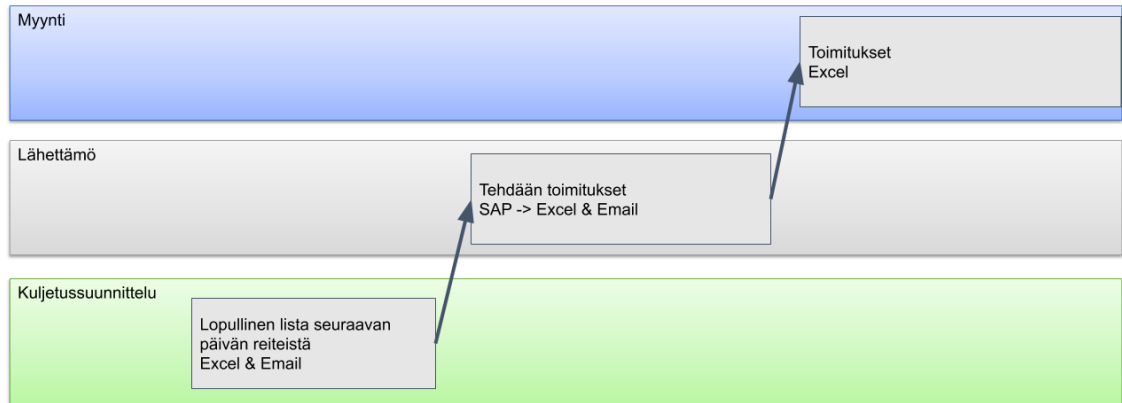 Myynti
Toimitukset
Excel
Lähettämö
Tehdään toimitukset
SAP -> Excel & Email
Kuljetussuunnittelu
Lopullinen lista seuraavan
päivän reiteistä
Excel & Email